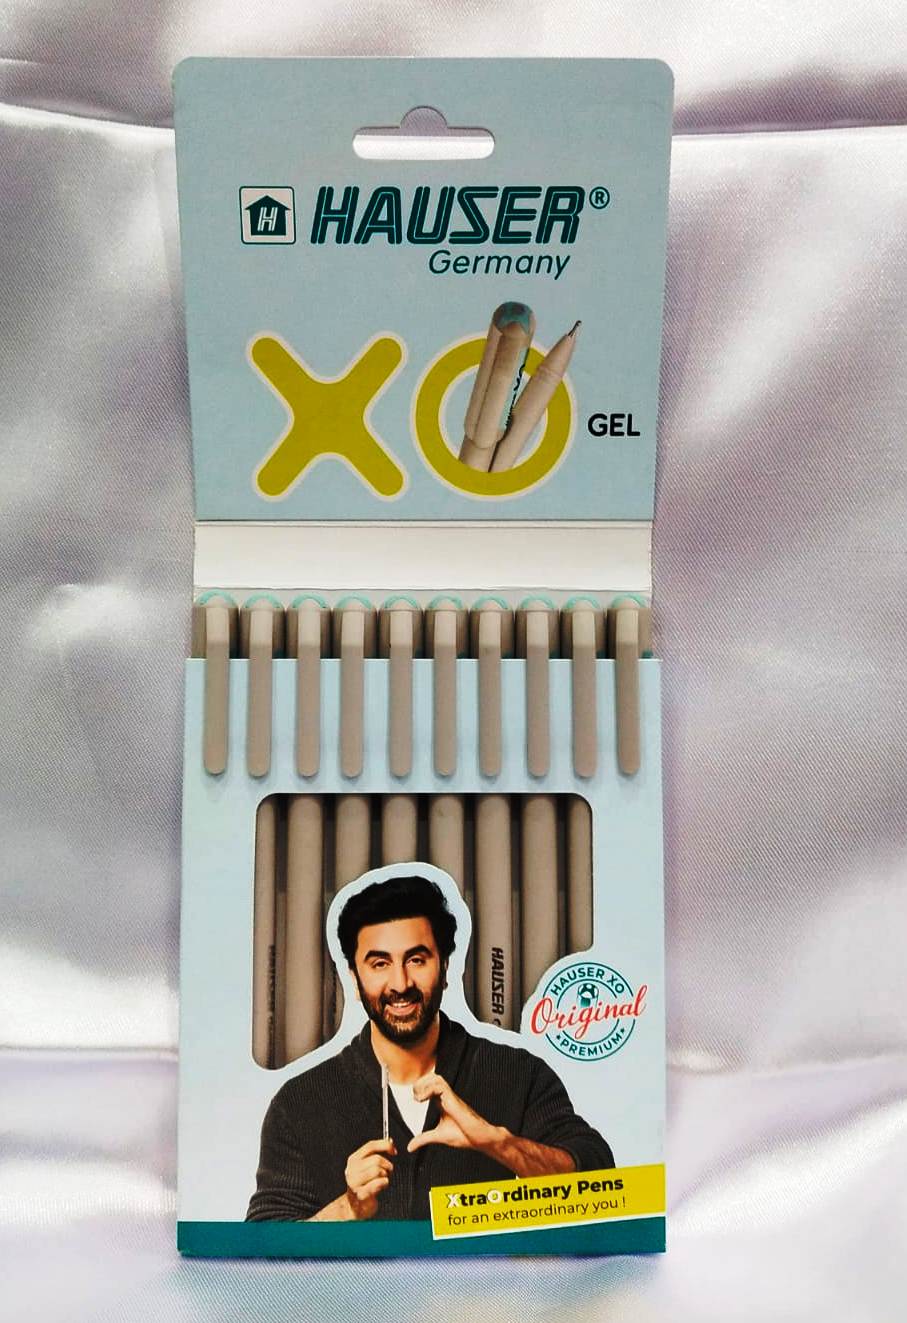 H HAUSER®
Germany
XO GEL
HAUSER
HAUSER XO
Original
PREMIUM
XtraOrdinary Pens
for an extraordinary you !